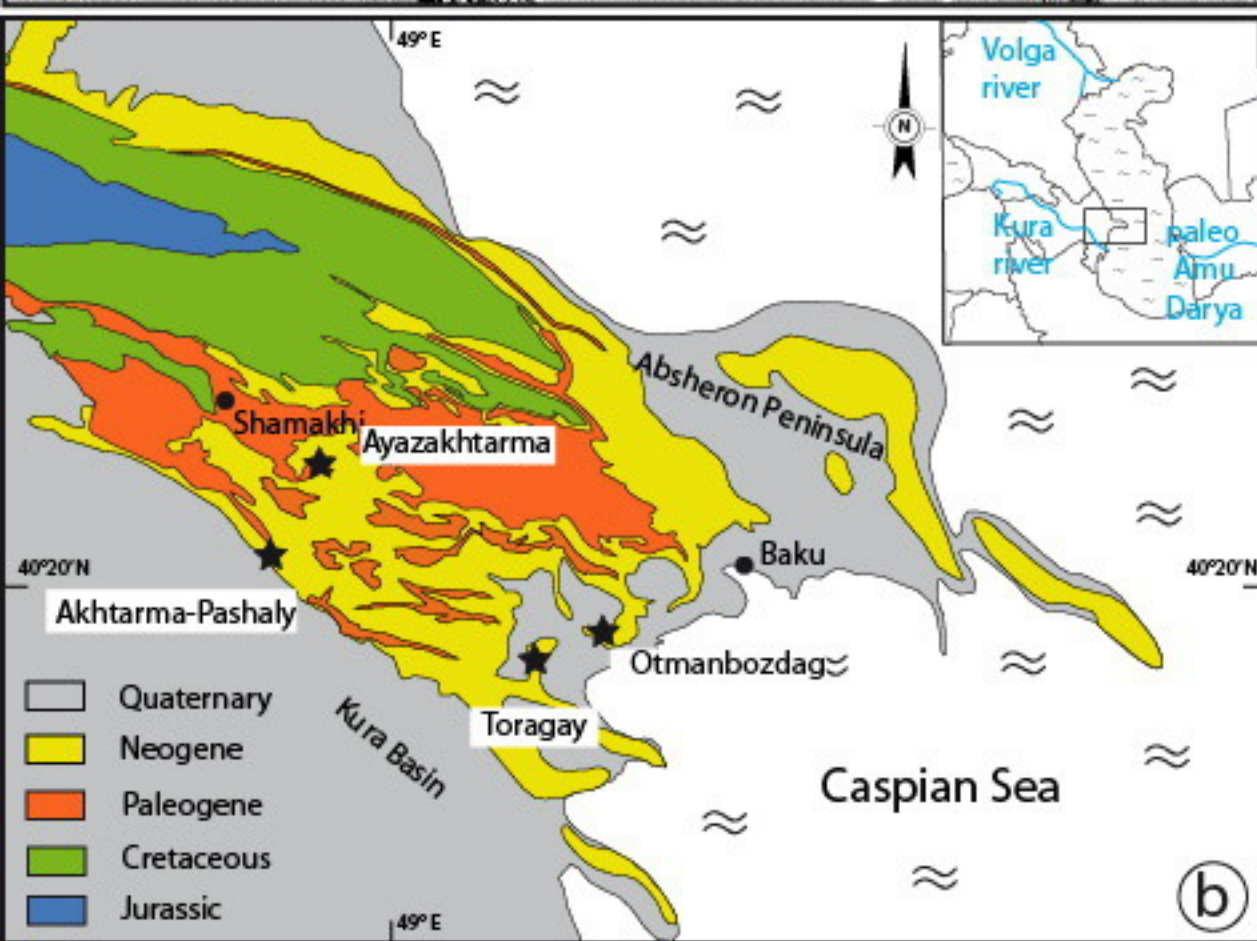 49° E
N
Volga
river
Kura
river
paleo
Amu
Darya
Absheron Peninsula
Shamakhi
Ayazakhtarma
Baku
40°20'N
40°20'N
Akhtarma-Pashaly
Otmanbozdag
Toragay
Kura Basin
Caspian Sea
Quaternary
Neogene
Paleogene
Cretaceous
Jurassic
49° E
b